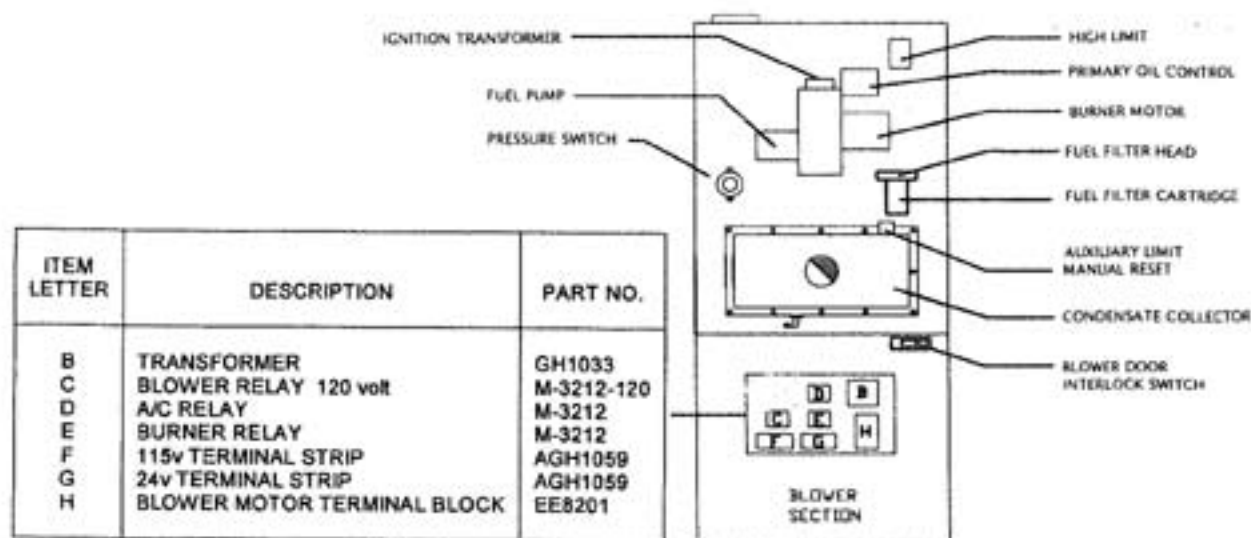 IGNITION TRANSFORMER
FUEL PUMP
PRESSURE SWITCH
HIGH LIMIT
PRIMARY OIL CONTROL
BURNER MOTOR
FUEL FILTER HEAD
FUEL FILTER CARTRIDGE
AUXILIARY LIMIT
MANUAL RESET
CONDENSATE COLLECTOR
BLOWER DOOR
INTERLOCK SWITCH
ITEM LETTER DESCRIPTION PART NO.
B TRANSFORMER GH1033
C BLOWER RELAY 120 volt M-3212-120
D A/C RELAY M-3212
E BURNER RELAY M-3212
F 115v TERMINAL STRIP AGH1059
G 24v TERMINAL STRIP AGH1059
H BLOWER MOTOR TERMINAL BLOCK EE8201
D B
C E H
F G
BLOWER
SECTION